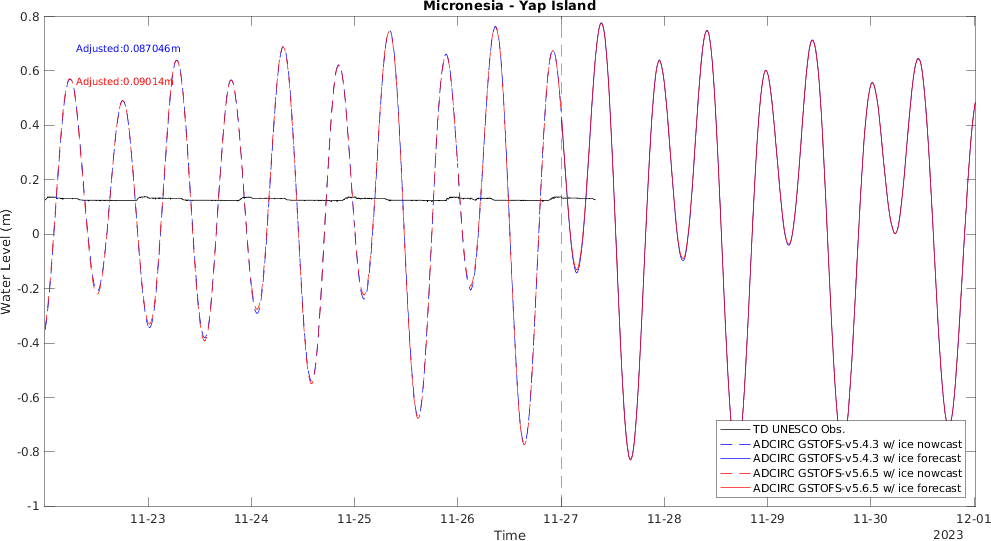 Micronesia - Yap Island
Adjusted:0.087046m
Adjusted:0.09014m
Water Level (m)
0.8
0.6
0.4
0.2
0
-0.2
-0.4
-0.6
-0.8
-1
TD UNESCO Obs.
ADCIRC GSTOFS-v5.4.3 w/ ice nowcast
ADCIRC GSTOFS-v5.4.3 w/ ice forecast
ADCIRC GSTOFS-v5.6.5 w/ ice nowcast
ADCIRC GSTOFS-v5.6.5 w/ ice forecast
11-23 11-24 11-25 11-26 11-27 11-28 11-29 11-30 12-01
Time
2023